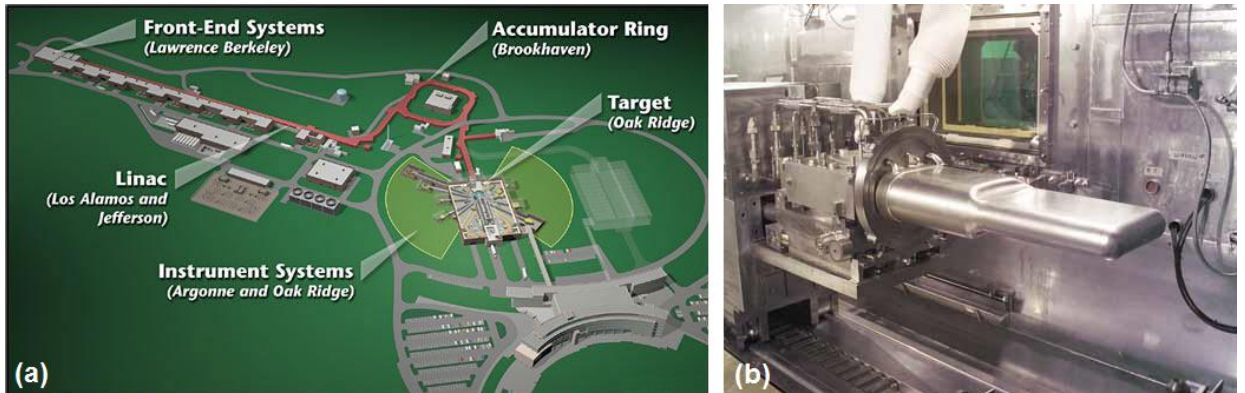 Front-End Systems
(Lawrence Berkeley)
Accumulator Ring
(Brookhaven)
Target
(Oak Ridge)
Linac
(Los Alamos and
Jefferson)
Instrument Systems
(Argonne and Oak Ridge)
(a)
(b)